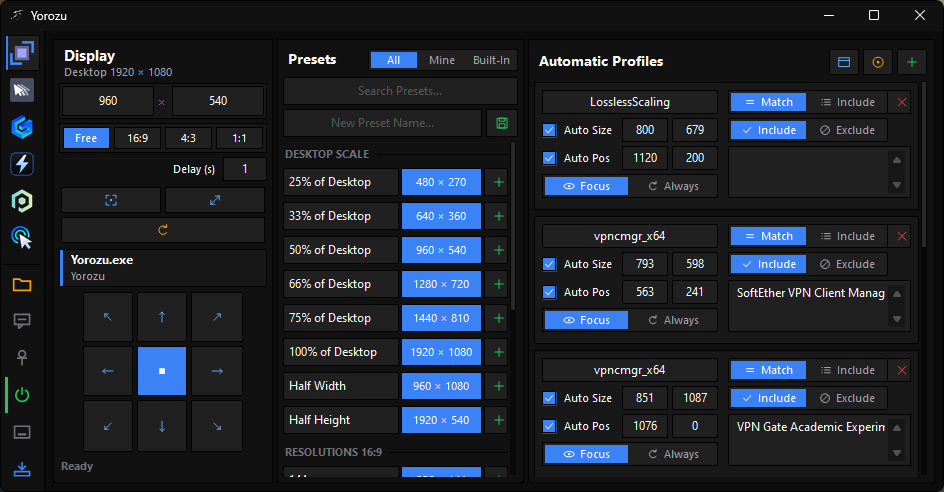 Yorozu
Display
Desktop 1920 × 1080
960 × 540
Free 16:9 4:3 1:1
Delay (s) 1
Yorozu.exe
Yorozu
Ready
Presets All Mine Built-In
Search Presets...
New Preset Name...
DESKTOP SCALE
25% of Desktop 480 × 270
33% of Desktop 640 × 360
50% of Desktop 960 × 540
66% of Desktop 1280 × 720
75% of Desktop 1440 × 810
100% of Desktop 1920 × 1080
Half Width 960 × 1080
Half Height 1920 × 540
RESOLUTIONS 16:9
Automatic Profiles
LosslessScaling = Match Include
Auto Size 800 679 Include Exclude
Auto Pos 1120 200
Focus Always
vpncmgr_x64 = Match Include
Auto Size 793 598 Include Exclude
Auto Pos 563 241 SoftEther VPN Client Manag
Focus Always
vpncmgr_x64 = Match Include
Auto Size 851 1087 Include Exclude
Auto Pos 1076 0 VPN Gate Academic Experim
Focus Always